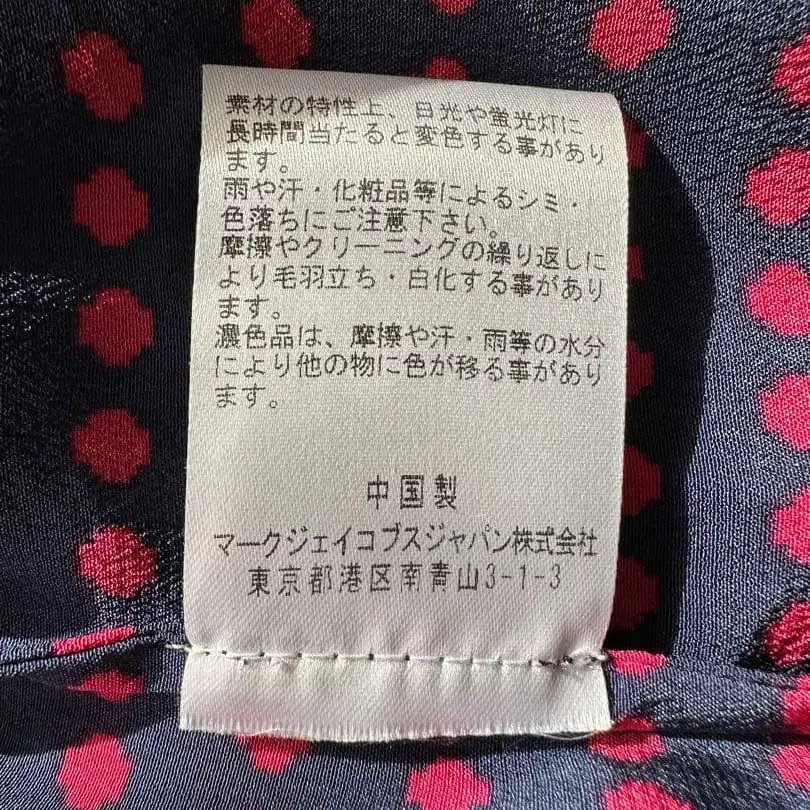 素材の特性上、日光や蛍光灯に
長時間当たると変色する事があり
ます。
雨や汗・化粧品等によるシミ・
色落ちにご注意下さい。
摩擦やクリーニングの繰り返しに
より毛羽立ち・白化する事があり
ます。
濃色品は、摩擦や汗・雨等の水分
により他の物に色が移る事があり
ます。
中国製
マークジェイコブスジャパン株式会社
東京都港区南青山3-1-3